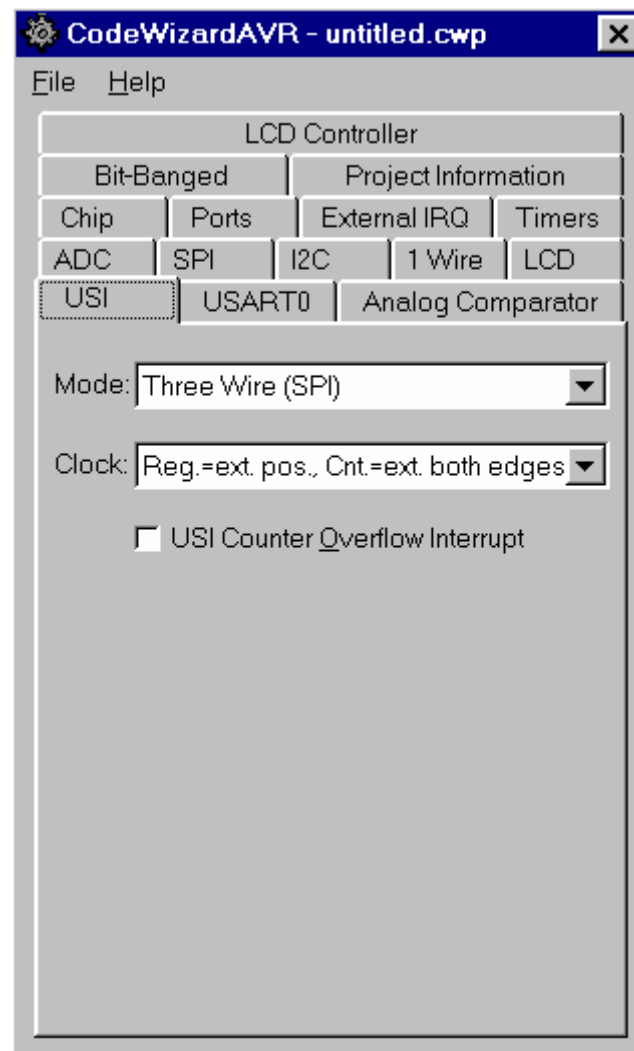 CodeWizardAVR - untitled.cwp
File Help
LCD Controller
Bit-Banged Project Information
Chip Ports External IRQ Timers
ADC SPI I2C 1 Wire LCD
USI USART0 Analog Comparator
Mode: Three Wire (SPI)
Clock: Reg.=ext. pos., Cnt.=ext. both edges
USI Counter Overflow Interrupt